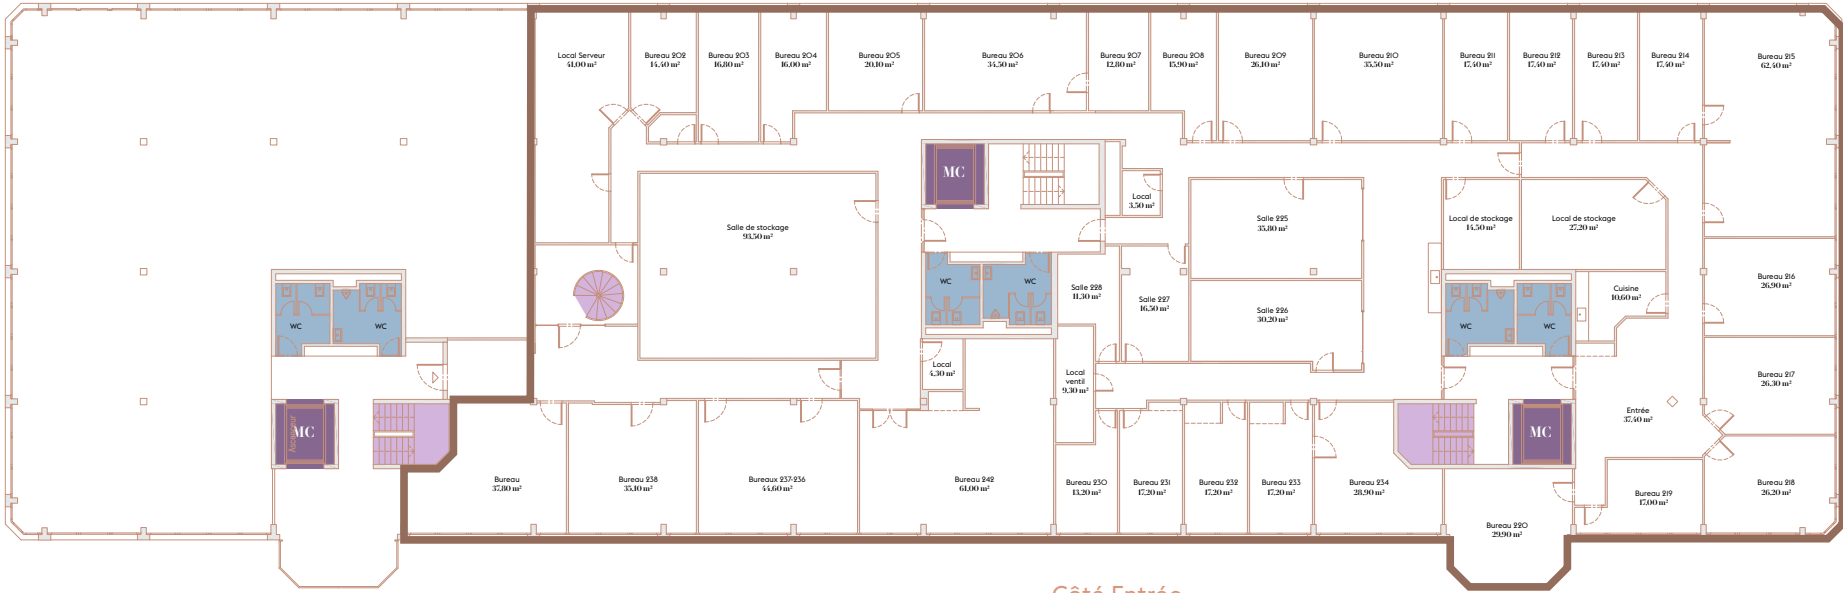 Local Serveur
41,00 m²
Bureau 202
14,40 m²
Bureau 203
16,80 m²
Bureau 204
16,00 m²
Bureau 205
20,10 m²
Bureau 206
34,50 m²
Bureau 207
12,80 m²
Bureau 208
15,90 m²
Bureau 209
26,10 m²
Bureau 210
35,50 m²
Bureau 211
17,40 m²
Bureau 212
17,40 m²
Bureau 213
17,40 m²
Bureau 214
17,40 m²
Bureau 215
62,40 m²
MC
Local
3,50 m²
Salle de stockage
93,50 m²
Salle 225
35,80 m²
Local de stockage
14,50 m²
Local de stockage
27,20 m²
WC
WC
Salle 228
11,30 m²
Salle 227
16,50 m²
Salle 226
30,20 m²
Cuisine
10,60 m²
Bureau 216
26,90 m²
WC
WC
WC
WC
Local
4,30 m²
Local
ventil
9,30 m²
Bureau 217
26,30 m²
Entrée
37,40 m²
Ascenseur
MC
MC
Bureau
37,80 m²
Bureau 238
35,10 m²
Bureaux 237-236
44,60 m²
Bureau 242
61,00 m²
Bureau 230
13,20 m²
Bureau 231
17,20 m²
Bureau 232
17,20 m²
Bureau 233
17,20 m²
Bureau 234
28,90 m²
Bureau 220
29,90 m²
Bureau 219
17,00 m²
Bureau 218
26,20 m²
Côté Entrée